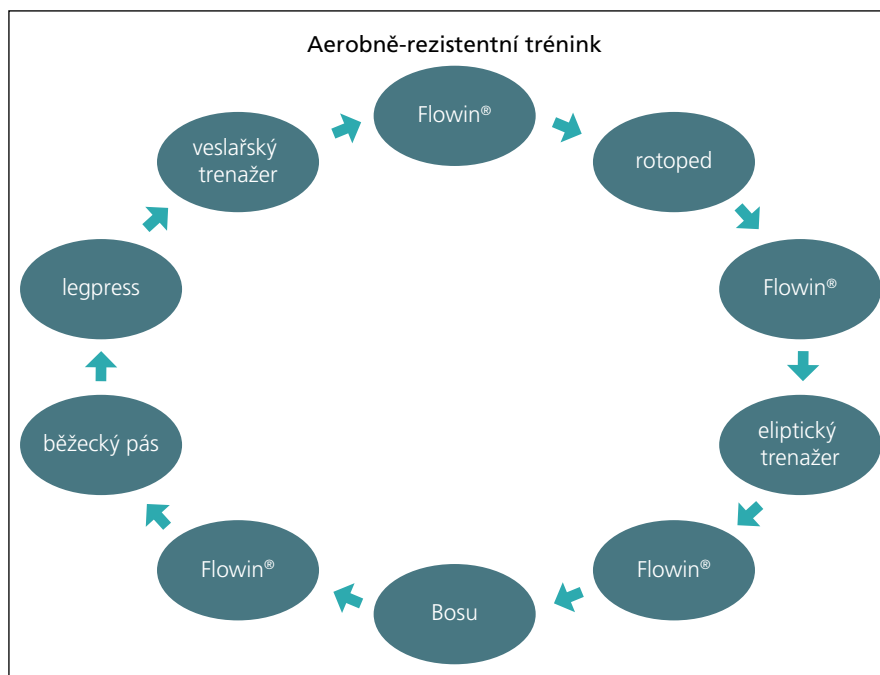 Aerobně-rezistentní trénink
Flowin®
rotoped
Flowin®
eliptický
trenažer
Flowin®
Bosu
Flowin®
běžecký pás
legpress
veslařský
trenažer